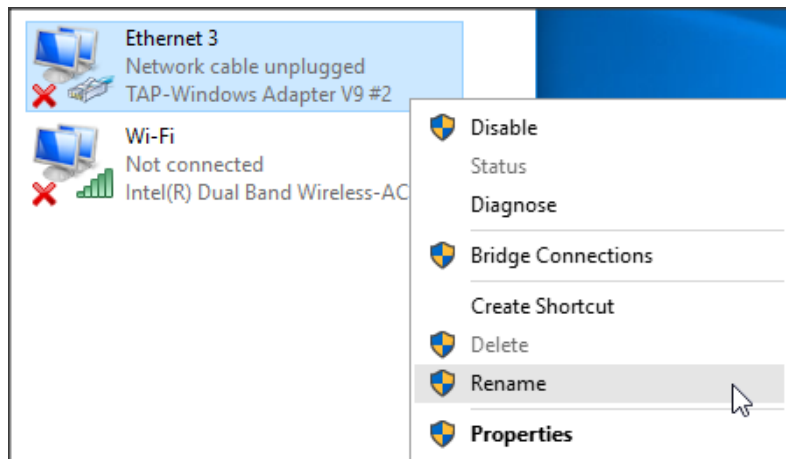 Ethernet 3
Network cable unplugged
TAP-Windows Adapter V9 #2
Wi-Fi
Not connected
Intel(R) Dual Band Wireless-AC
Disable
Status
Diagnose
Bridge Connections
Create Shortcut
Delete
Rename
Properties